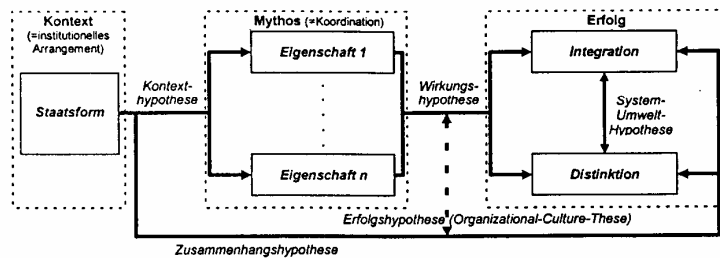 Kontext
(=institutionelles
Arrangement)
Staatsform
Kontext-
hypothese
Mythos (≠Koordination)
Eigenschaft 1
Eigenschaft n
Wirkungs-
hypothese
Erfolg
Integration
System-
Umwelt-
Hypothese
Distinktion
Erfolgshypothese (Organizational-Culture-These)
Zusammenhangshypothese